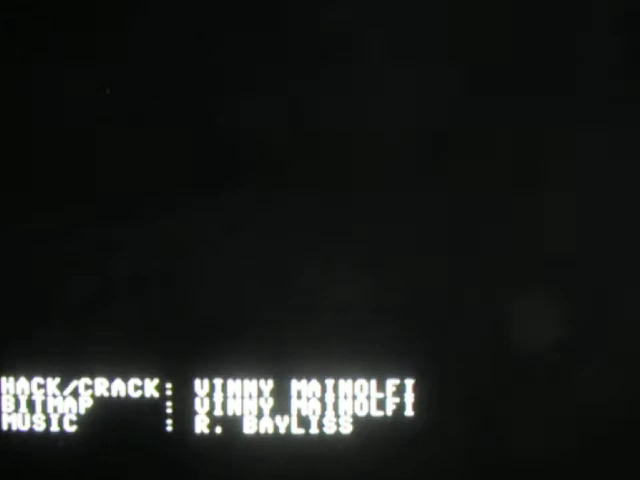 HACK/CRACK: VINNY MAINOLFI
BITMAP    : VINNY MAINOLFI
MUSIC     : R. BAYLISS